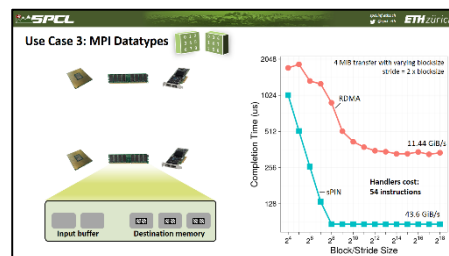 SPCL
ETH zürich
Use Case 3: MPI Datatypes
2048
1024
512
256
128
Completion Time (us)
4 MiB transfer with varying blocksize
stride = 2 x blocksize
RDMA
11.44 GiB/s
Handlers cost:
54 instructions
sPIN
43.6 GiB/s
Input buffer
Destination memory
Block/Stride Size